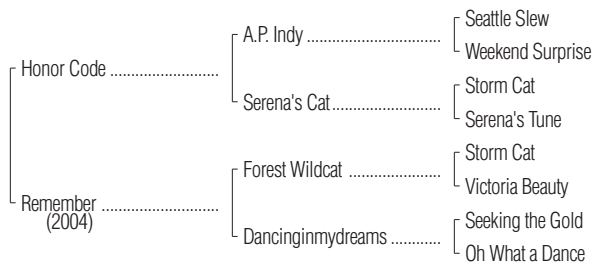 Seattle Slew
A.P. Indy ........................
Weekend Surprise
Honor Code ........................
Storm Cat
Serena's Cat........................
Serena's Tune
Storm Cat
Forest Wildcat ....................
Victoria Beauty
Remember ..........................
(2004)
Seeking the Gold
Dancinginmydreams ...........
Oh What a Dance